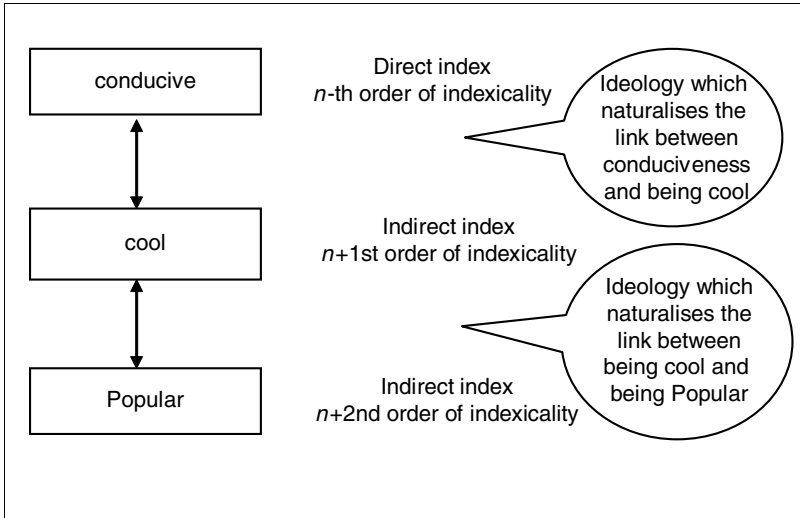 conducive
Direct index
n-th order of indexicality
Ideology which
naturalises the
link between
conduciveness
and being cool
cool
Indirect index
n+1st order of indexicality
Ideology which
naturalises the
link between
being cool and
being Popular
Popular
Indirect index
n+2nd order of indexicality